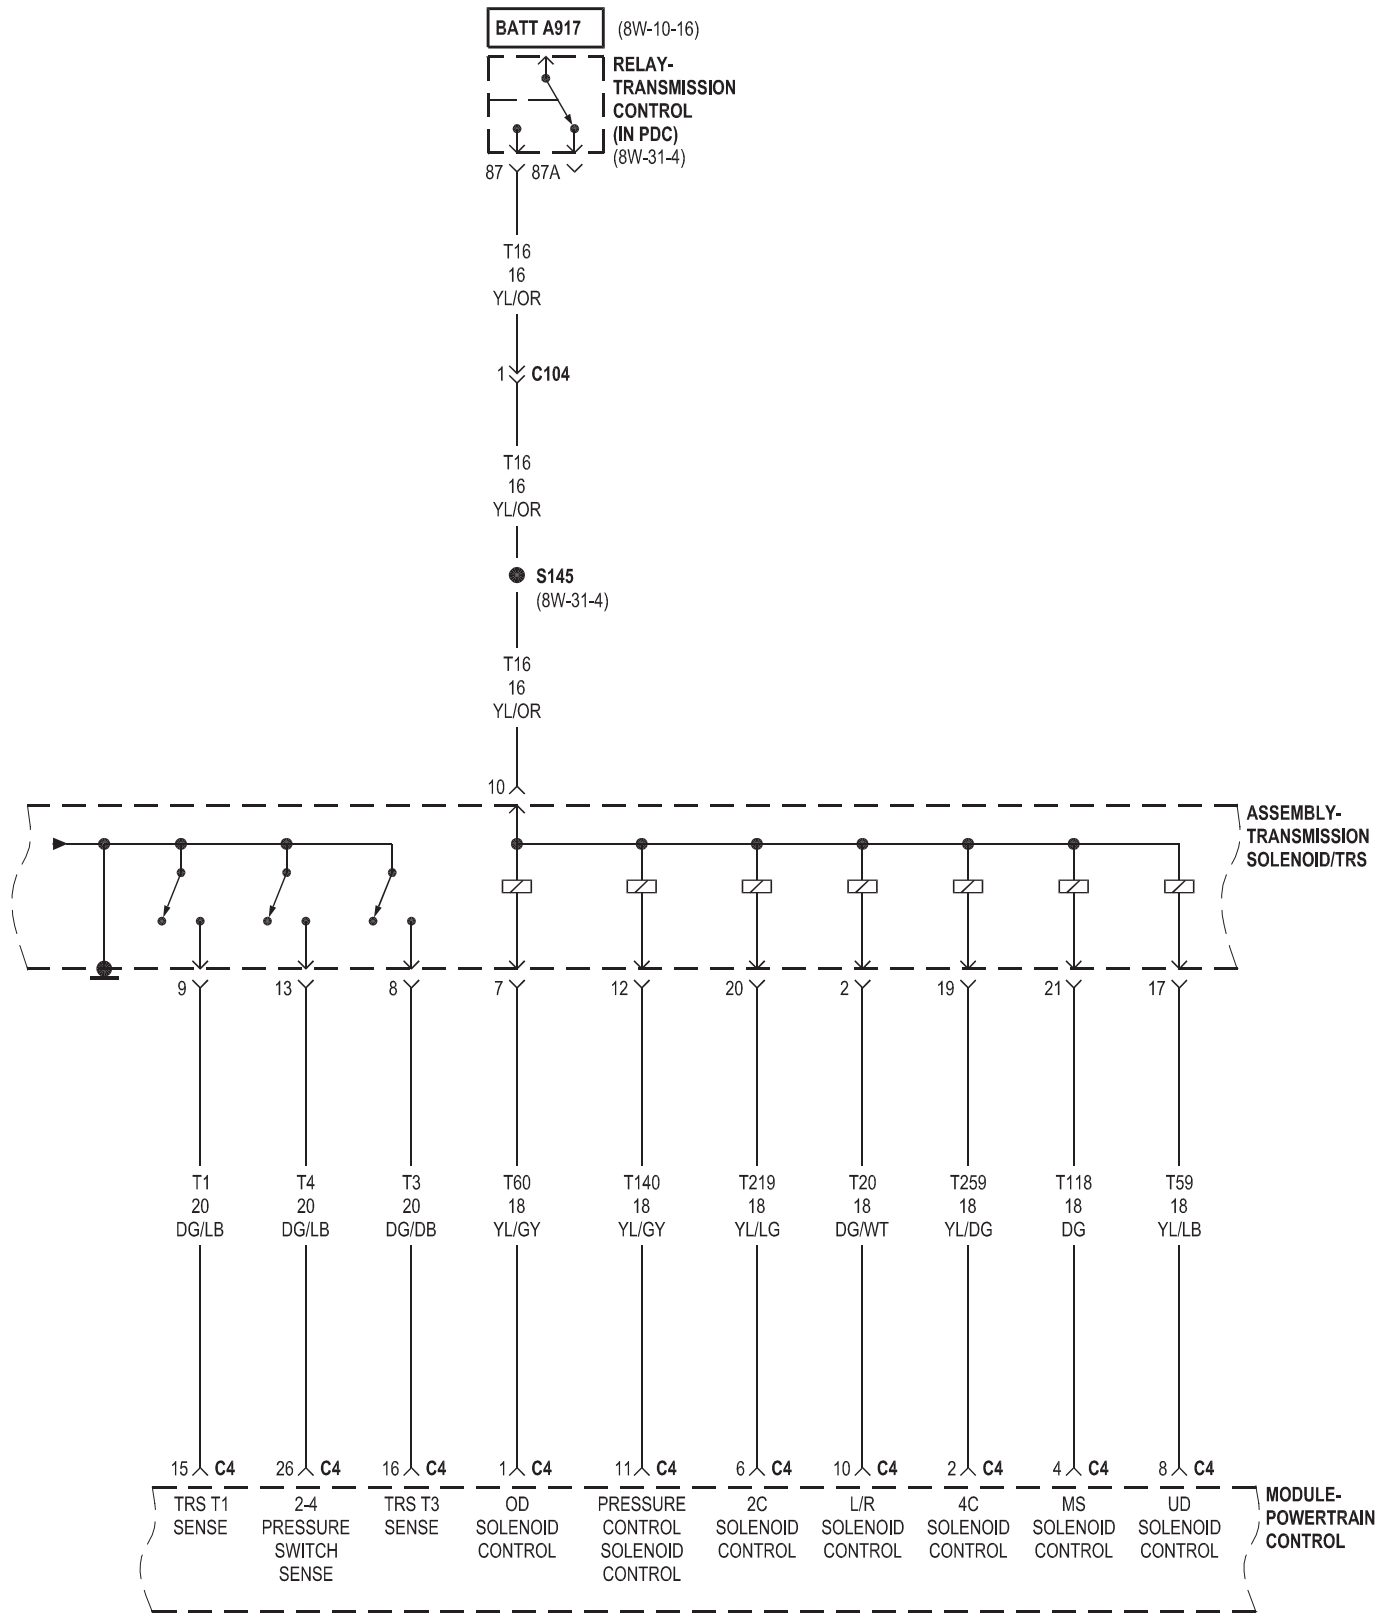 BATT A917 (8W-10-16)
RELAY-
TRANSMISSION
CONTROL
(IN PDC)
(8W-31-4)
87 87A
T16
16
YL/OR
1 C104
T16
16
YL/OR
S145
(8W-31-4)
T16
16
YL/OR
10
ASSEMBLY-
TRANSMISSION
SOLENOID/TRS
9 13 8 7 12 20 2 19 21 17
T1 T4 T3 T60 T140 T219 T20 T259 T118 T59
20 20 20 18 18 18 18 18 18 18
DG/LB DG/LB DG/DB YL/GY YL/GY YL/LG DG/WT YL/DG DG YL/LB
15 C4 26 C4 16 C4 1 C4 11 C4 6 C4 10 C4 2 C4 4 C4 8 C4
TRS T1
SENSE
2-4
PRESSURE
SWITCH
SENSE
TRS T3
SENSE
OD
SOLENOID
CONTROL
PRESSURE
CONTROL
SOLENOID
CONTROL
2C
SOLENOID
CONTROL
L/R
SOLENOID
CONTROL
4C
SOLENOID
CONTROL
MS
SOLENOID
CONTROL
UD
SOLENOID
CONTROL
MODULE-
POWERTRAIN
CONTROL